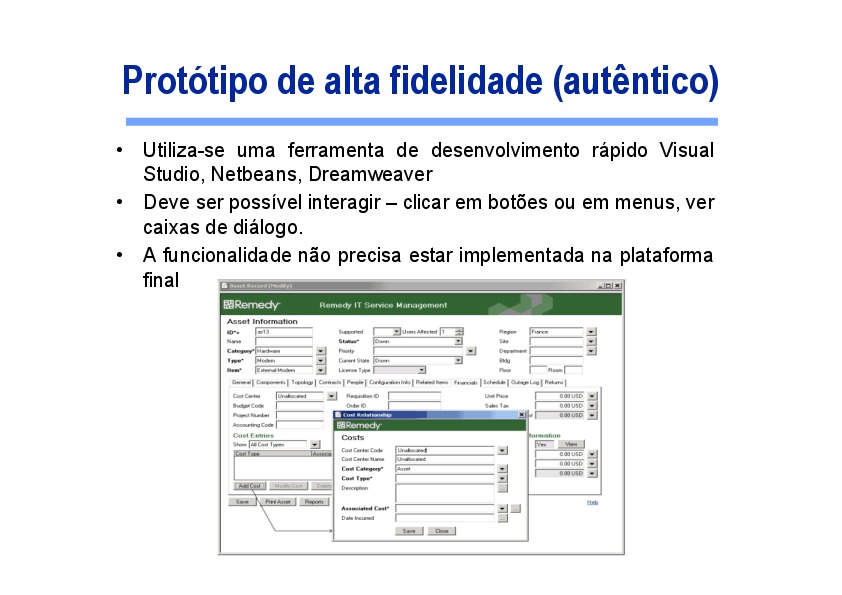 Protótipo de alta fidelidade (autêntico)
• Utiliza-se uma ferramenta de desenvolvimento rápido Visual
Studio, Netbeans, Dreamweaver
• Deve ser possível interagir – clicar em botões ou em menus, ver
caixas de diálogo.
• A funcionalidade não precisa estar implementada na plataforma
final
Asset Record (Modify)
Remedy Remedy IT Service Management
Asset Information
ID*+ as13 Supported Users Affected 1 Region France
Name Status* Down Site
Category* Hardware Priority Department
Type* Modem Current State Down Bldg
Item* External Modem License Type Floor Room
General Components Topology Contracts People Configuration Info Related Items Financials Schedule Outage Log Returns
Cost Center Unallocated Requisition ID Unit Price 0.00 USD
Budget Code Order ID Sales Tax 0.00 USD
Project Number 0.00 USD
Accounting Code
Cost Entries formation
Show All Cost Types Yes View
Cost Type 0.00 USD
0.00 USD
0.00 USD
Add Cost Modify Cost Delete
Save Print Asset Reports Help
Cost Relationship
Remedy
Costs
Cost Center Code Unallocated
Cost Center Name Unallocated
Cost Category* Asset
Cost Type*
Description
Associated Cost*
Date Incurred
Save Close